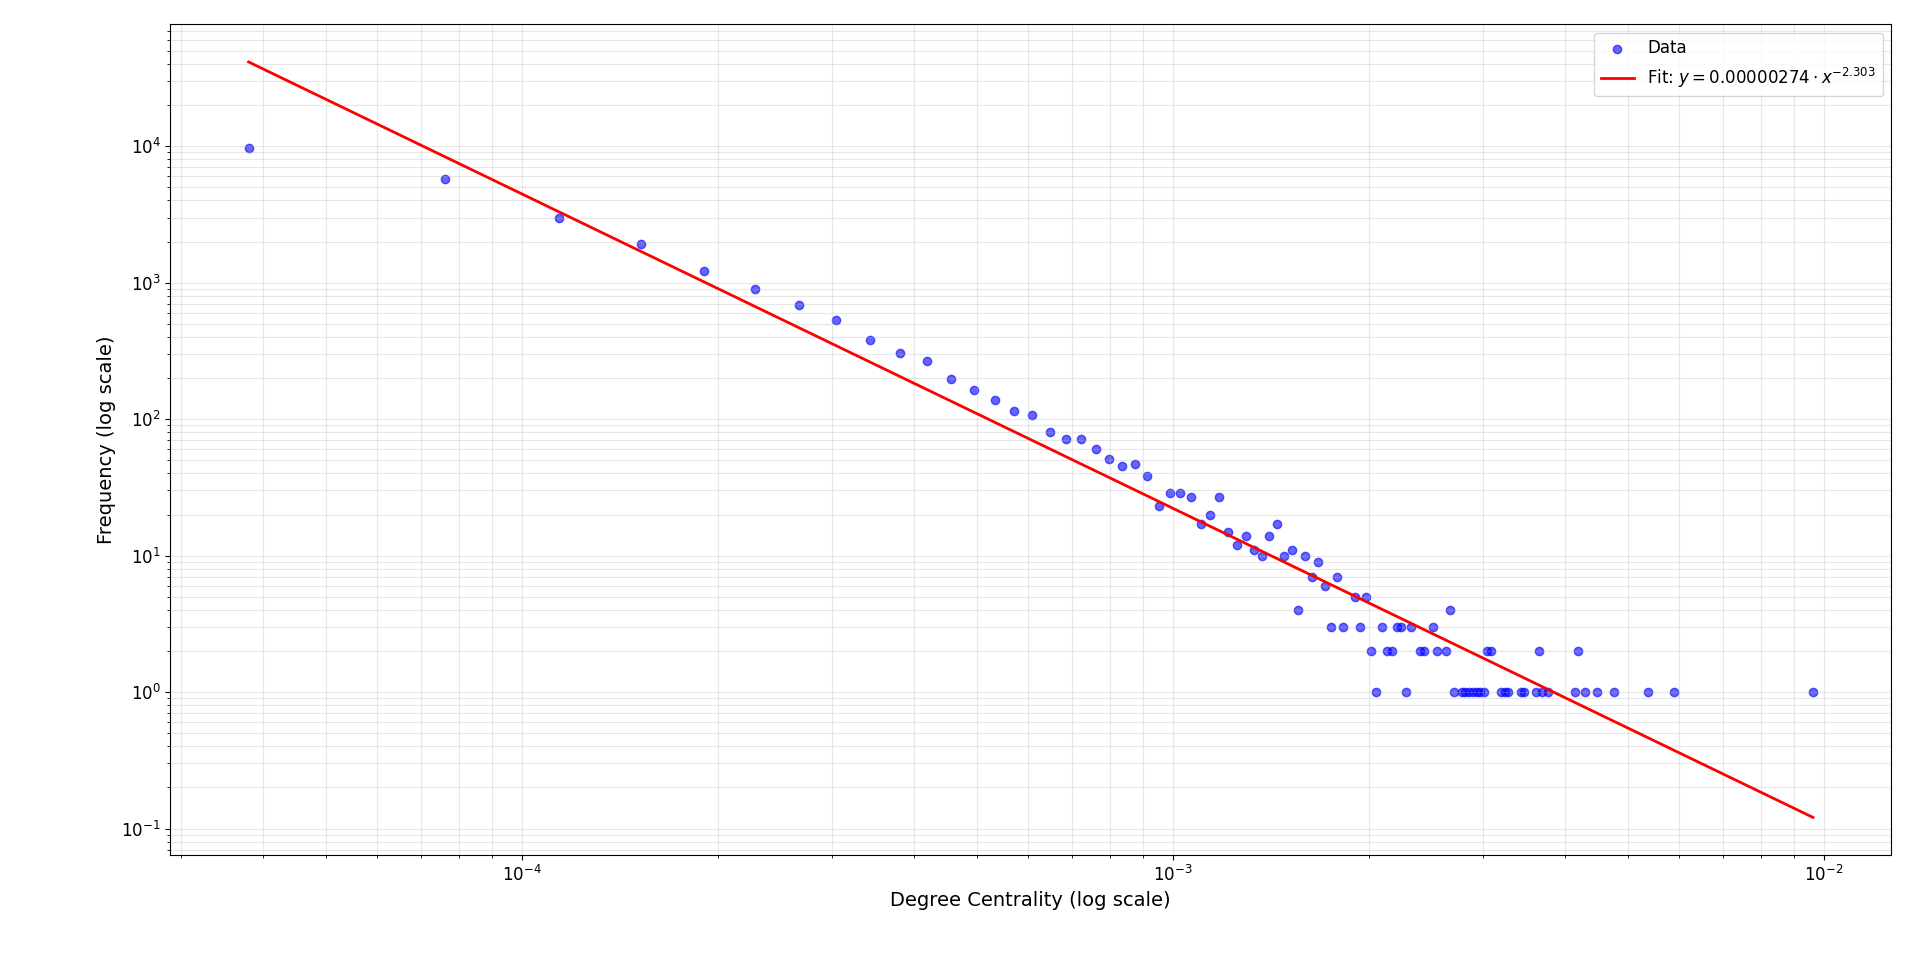 Data
Fit: y = 0.00000274 · x^−2.303
10^4
10^3
10^2
10^1
10^0
10^−1
Frequency (log scale)
10^−4
10^−3
10^−2
Degree Centrality (log scale)